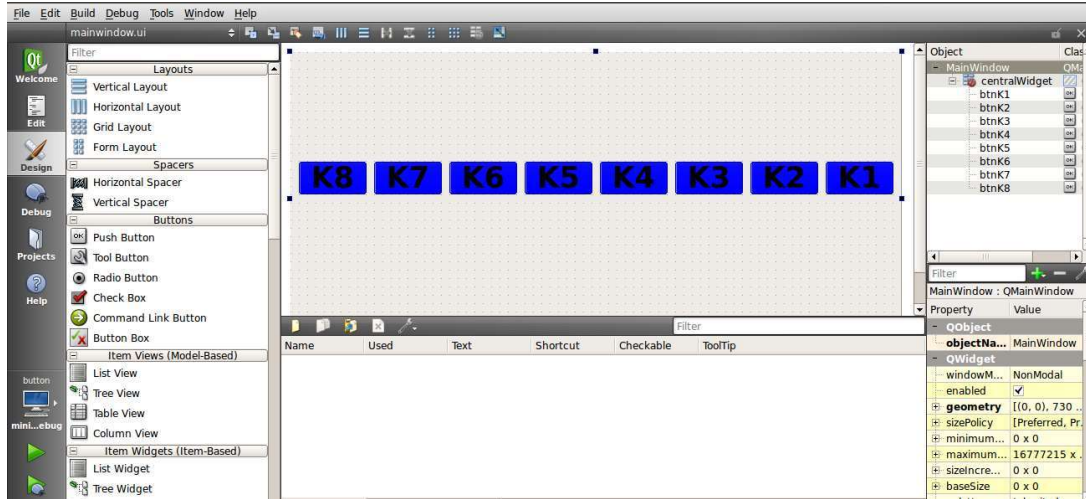 File Edit Build Debug Tools Window Help
mainwindow.ui
Welcome
Edit
Design
Debug
Projects
Help
button
mini...ebug
Filter
Layouts
Vertical Layout
Horizontal Layout
Grid Layout
Form Layout
Spacers
Horizontal Spacer
Vertical Spacer
Buttons
Push Button
Tool Button
Radio Button
Check Box
Command Link Button
Button Box
Item Views (Model-Based)
List View
Tree View
Table View
Column View
Item Widgets (Item-Based)
List Widget
Tree Widget
K8 K7 K6 K5 K4 K3 K2 K1
Filter
Name Used Text Shortcut Checkable ToolTip
Object Clas
MainWindow QMa
centralWidget
btnK1
btnK2
btnK3
btnK4
btnK5
btnK6
btnK7
btnK8
Filter
MainWindow : QMainWindow
Property Value
QObject
objectNa... MainWindow
QWidget
windowM... NonModal
enabled
geometry [(0, 0), 730 ..
sizePolicy [Preferred, Pr.
minimum... 0 x 0
maximum... 16777215 x .
sizeIncre... 0 x 0
baseSize 0 x 0